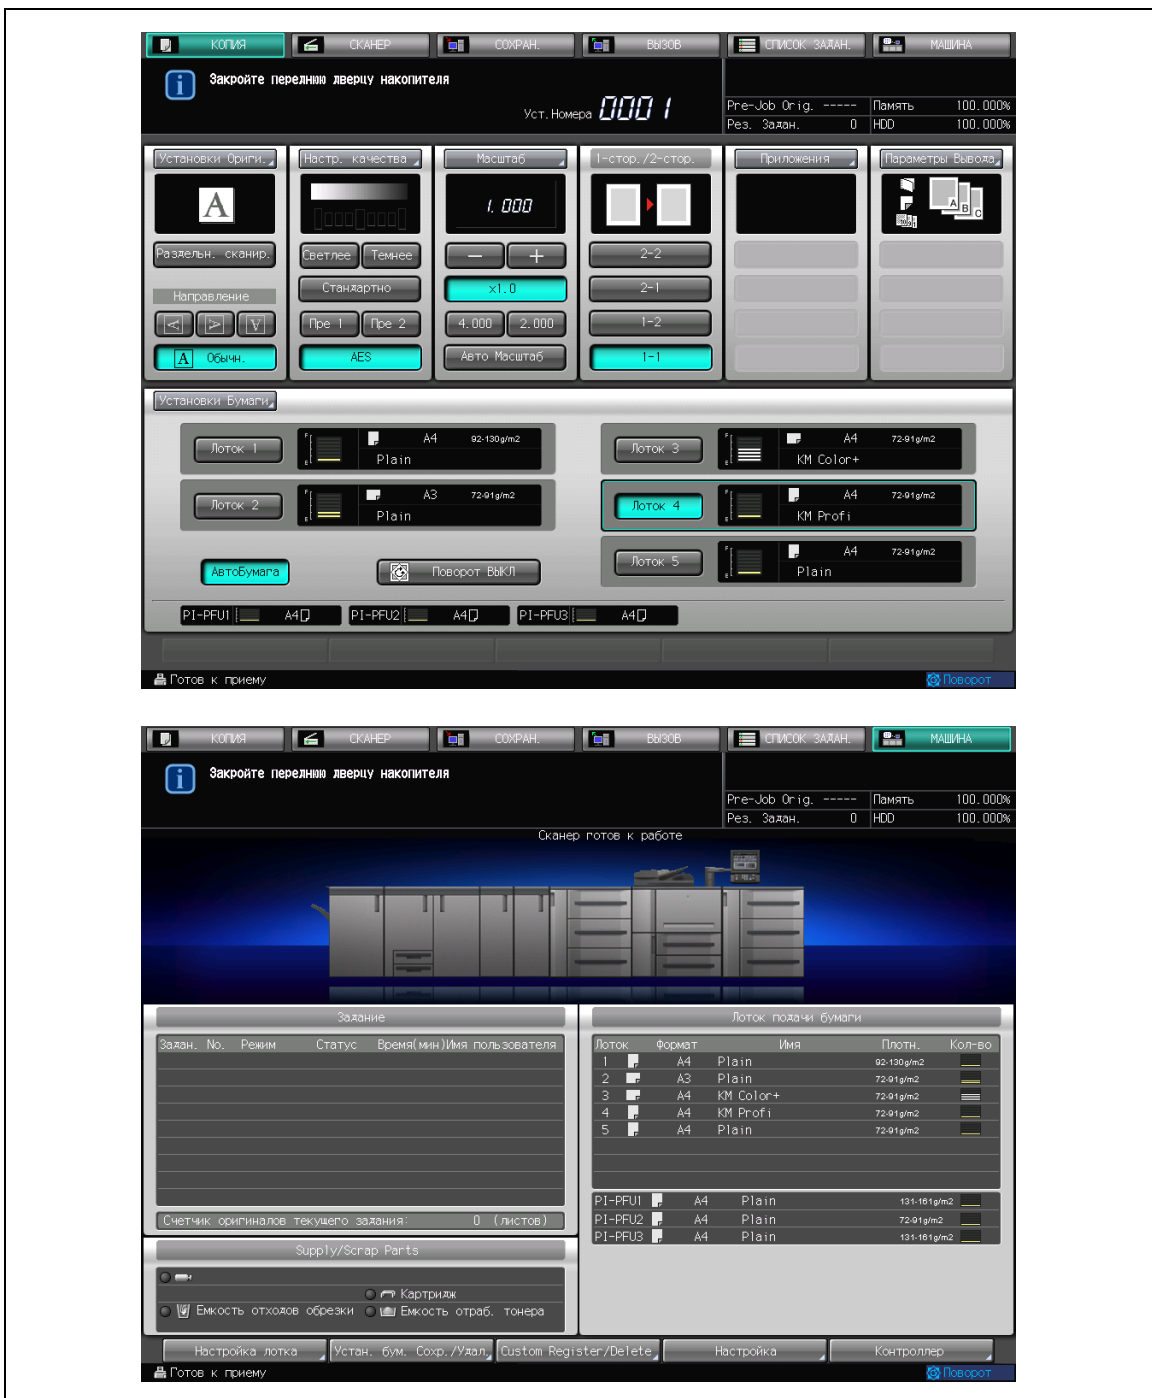 КОПИЯ СКАНЕР СОХРАН. ВЫЗОВ СПИСОК ЗАДАН. МАШИНА
Закройте переднюю дверцу накопителя
Уст.Номера 0001
Pre-Job Orig. ----- Память 100.000%
Рез. Задан. 0 HDD 100.000%
Установки Ориги. Настр. качества Масштаб 1-стор./2-стор. Приложения Параметры Вывода
A 1.000 A B C
Раздельн. сканир. Светлее Темнее − + 2-2
Направление Стандартно x1.0 2-1
A A A Пре 1 Пре 2 4.000 2.000 1-2
A Обычн. AES Авто Масштаб 1-1
Установки Бумаги
Лоток 1 F E A4 92-130g/m2 Plain
Лоток 2 F E A3 72-91g/m2 Plain
Лоток 3 F E A4 72-91g/m2 KM Color+
Лоток 4 F E A4 72-91g/m2 KM Profi
Лоток 5 F E A4 72-91g/m2 Plain
АвтоБумага Поворот ВЫКЛ
PI-PFU1 A4 PI-PFU2 A4 PI-PFU3 A4
Готов к приему Поворот
КОПИЯ СКАНЕР СОХРАН. ВЫЗОВ СПИСОК ЗАДАН. МАШИНА
Закройте переднюю дверцу накопителя
Pre-Job Orig. ----- Память 100.000%
Рез. Задан. 0 HDD 100.000%
Сканер готов к работе
Задание
Задан. No. Режим Статус Время(мин) Имя пользователя
Счетчик оригиналов текущего задания: 0 (листов)
Supply/Scrap Parts
Картридж
Емкость отходов обрезки Емкость отраб. тонера
Лоток подачи бумаги
Лоток Формат Имя Плотн. Кол-во
1 A4 Plain 92-130g/m2
2 A3 Plain 72-91g/m2
3 A4 KM Color+ 72-91g/m2
4 A4 KM Profi 72-91g/m2
5 A4 Plain 72-91g/m2
PI-PFU1 A4 Plain 131-161g/m2
PI-PFU2 A4 Plain 72-91g/m2
PI-PFU3 A4 Plain 131-161g/m2
Настройка лотка Устан. бум. Сохр./Удал. Custom Register/Delete Настройка Контроллер
Готов к приему Поворот